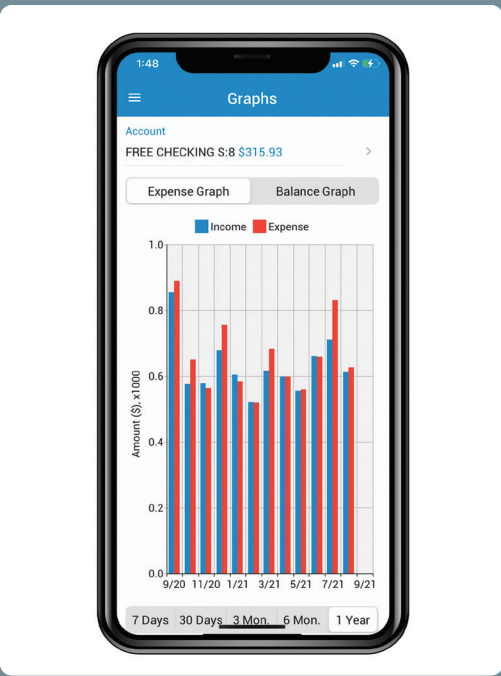 1:48
Graphs
Account
FREE CHECKING S:8 $315.93
Expense Graph Balance Graph
Income Expense
1.0
0.8
0.6
0.4
0.2
0.0
Amount ($), x1000
9/20 11/20 1/21 3/21 5/21 7/21 9/21
7 Days 30 Days 3 Mon. 6 Mon. 1 Year